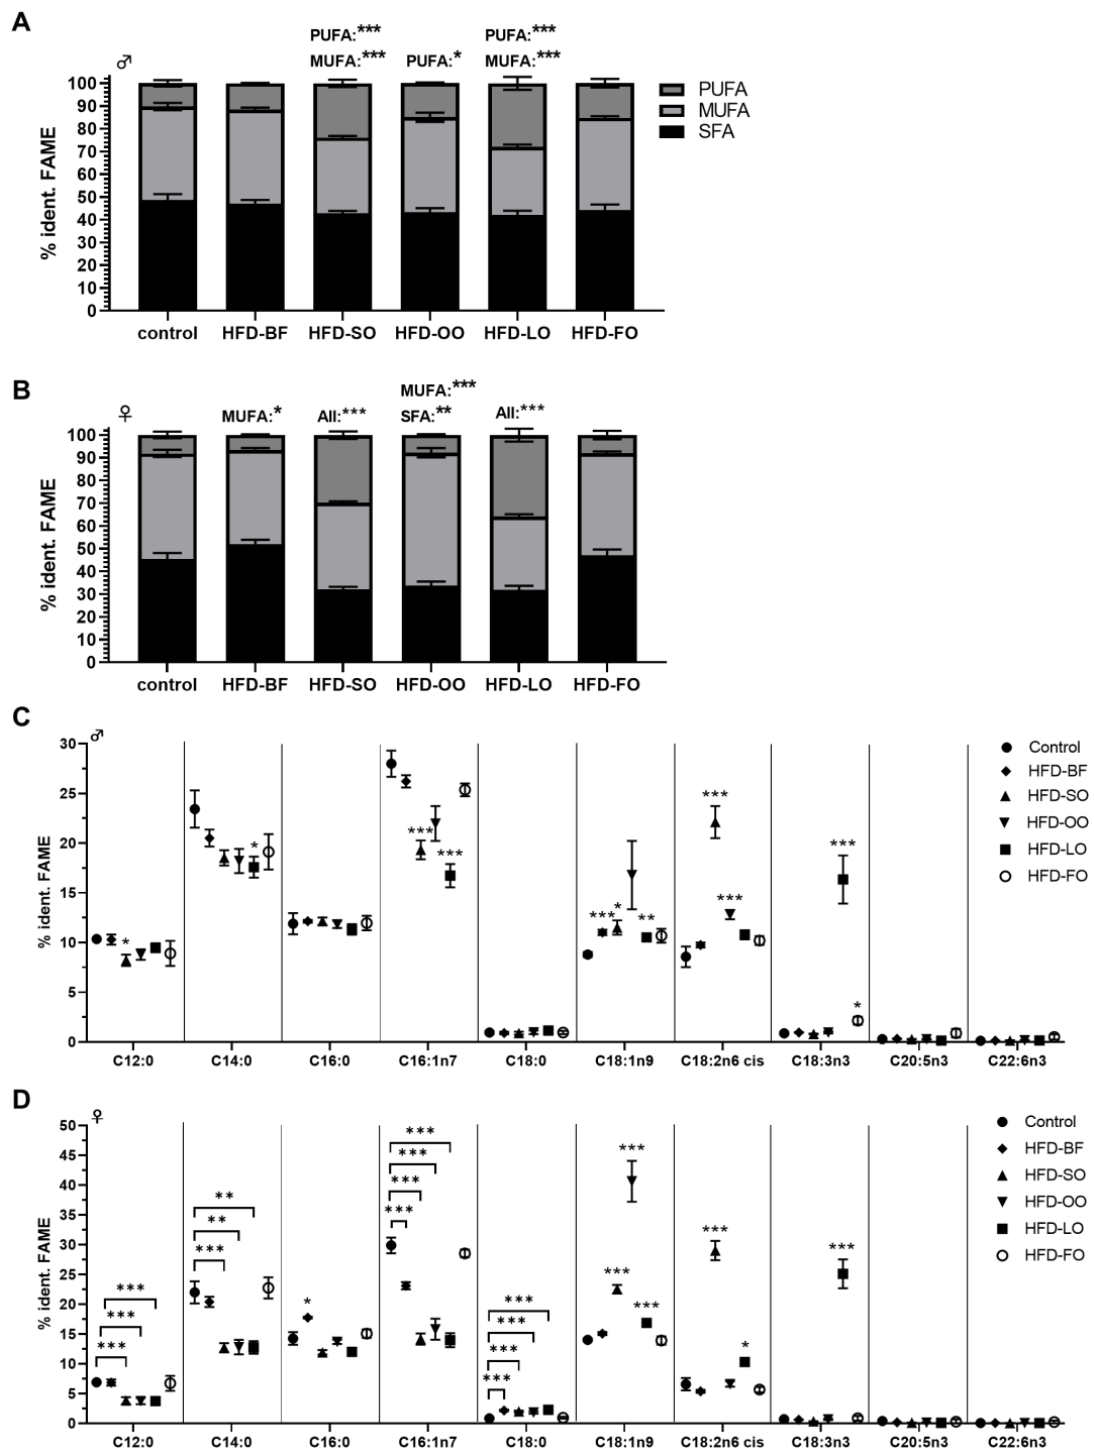 A
PUFA:*** PUFA:***
♂ MUFA:*** PUFA:* MUFA:***
% ident. FAME
100
90
80
70
60
50
40
30
20
10
0
control HFD-BF HFD-SO HFD-OO HFD-LO HFD-FO
PUFA
MUFA
SFA
B
MUFA:***
♀ MUFA:* All:*** SFA:** All:***
% ident. FAME
100
90
80
70
60
50
40
30
20
10
0
control HFD-BF HFD-SO HFD-OO HFD-LO HFD-FO
C
♂
% ident. FAME
30
25
20
15
10
5
0
* * *** *** *** * ** *** *** *** *
C12:0 C14:0 C16:0 C16:1n7 C18:0 C18:1n9 C18:2n6 cis C18:3n3 C20:5n3 C22:6n3
Control
HFD-BF
HFD-SO
HFD-OO
HFD-LO
HFD-FO
D
♀
% ident. FAME
50
45
40
35
30
25
20
15
10
5
0
***
***
***
**
**
***
*
***
***
***
***
***
***
***
***
*** *** ***
*** *
***
C12:0 C14:0 C16:0 C16:1n7 C18:0 C18:1n9 C18:2n6 cis C18:3n3 C20:5n3 C22:6n3
Control
HFD-BF
HFD-SO
HFD-OO
HFD-LO
HFD-FO